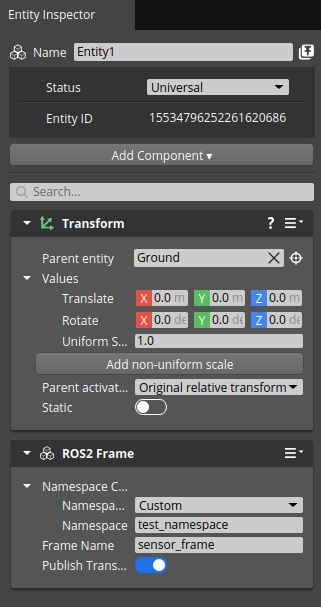 Entity Inspector
Name Entity1
Status Universal
Entity ID 15534796252261620686
Add Component ▾
Search...
Transform ?
Parent entity Ground
Values
Translate X 0.0 m Y 0.0 m Z 0.0 m
Rotate X 0.0 de Y 0.0 de Z 0.0 de
Uniform S... 1.0
Add non-uniform scale
Parent activat... Original relative transform
Static
ROS2 Frame
Namespace C...
Namespa... Custom
Namespace test_namespace
Frame Name sensor_frame
Publish Trans...